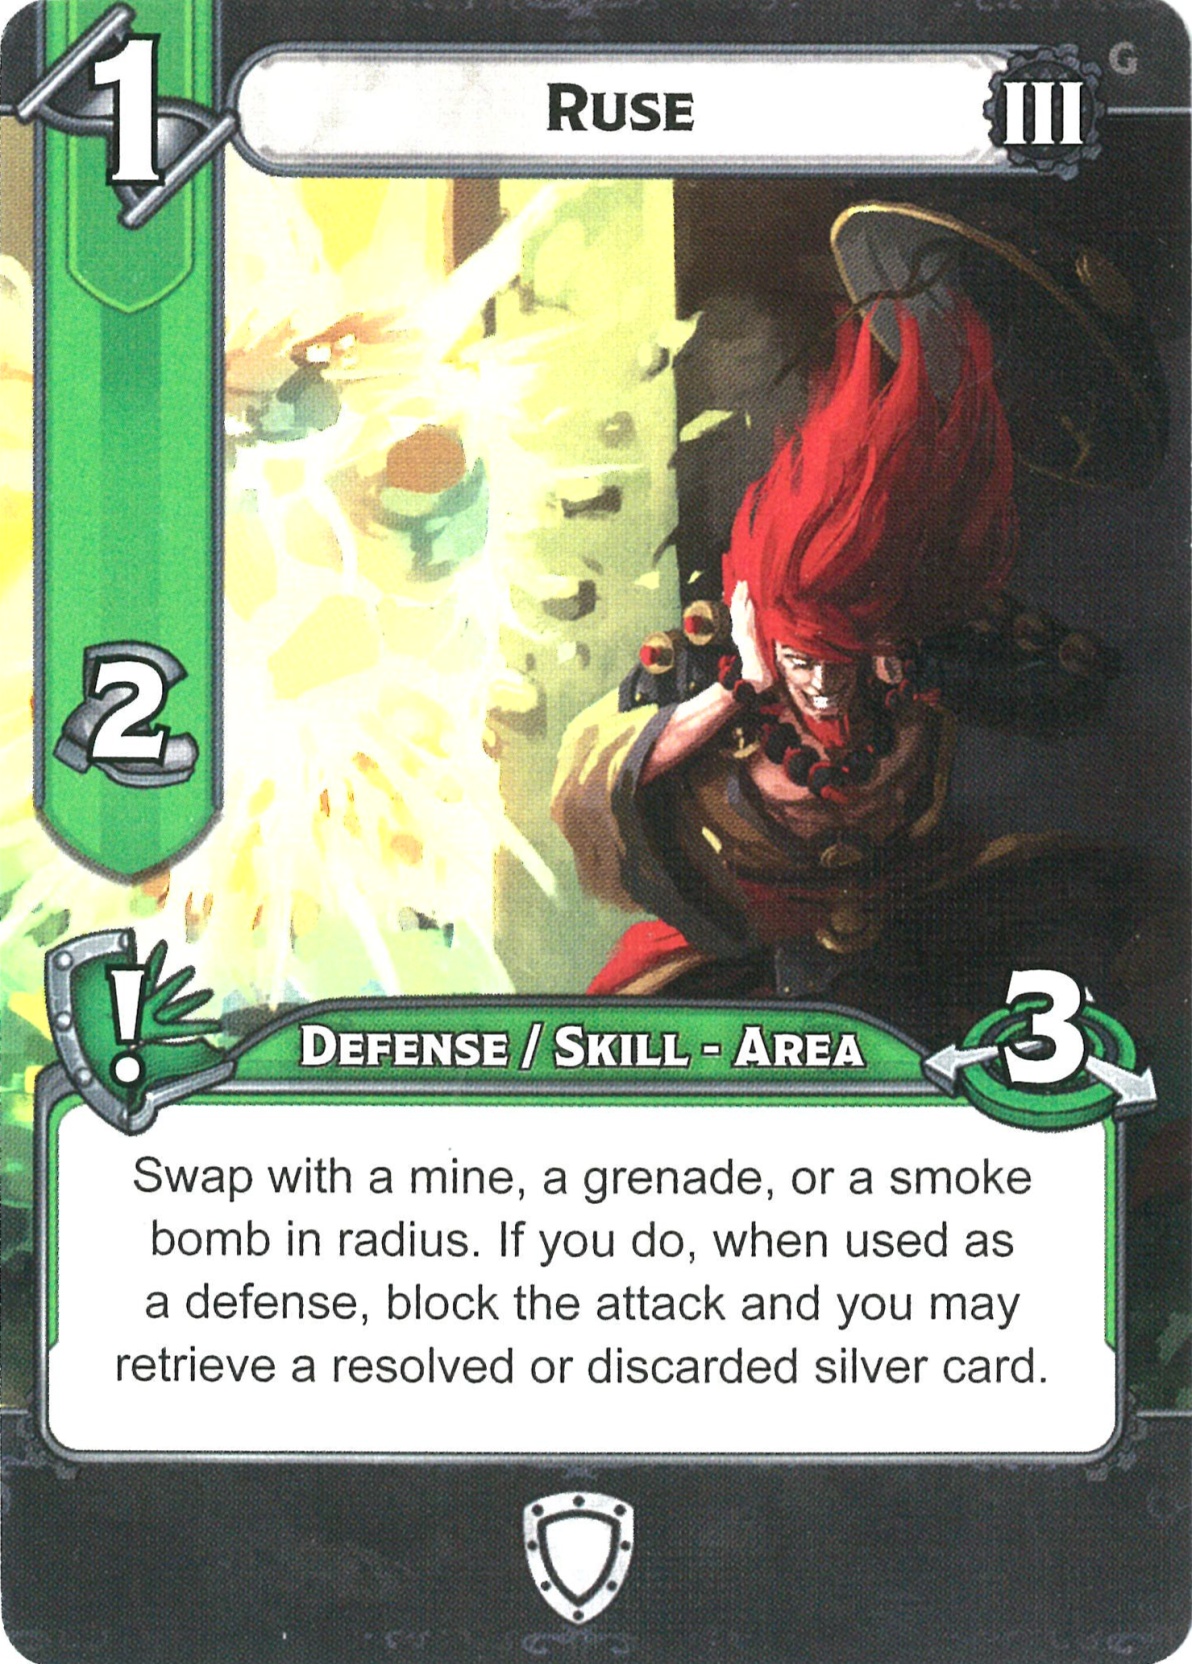 1
RUSE
III
G
2
!
DEFENSE / SKILL - AREA
3
Swap with a mine, a grenade, or a smoke
bomb in radius. If you do, when used as
a defense, block the attack and you may
retrieve a resolved or discarded silver card.